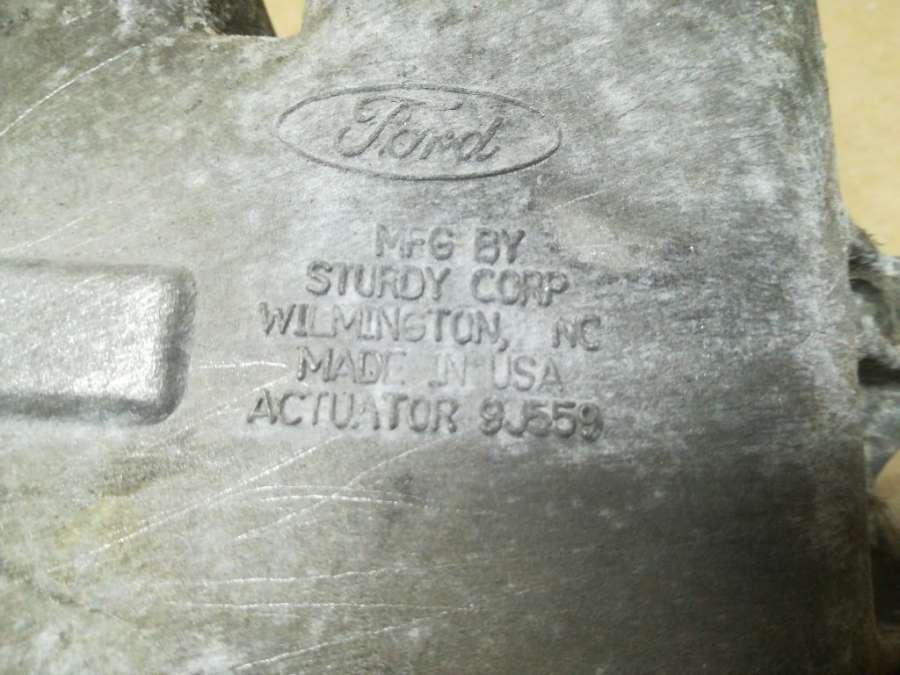 Ford
MFG BY
STURDY CORP
WILMINGTON, NC
MADE IN USA
ACTUATOR 9J559